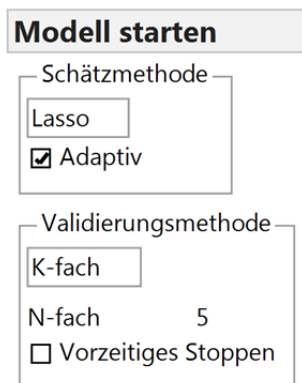 Modell starten
Schätzmethode
Lasso
Adaptiv
Validierungsmethode
K-fach
N-fach 5
Vorzeitiges Stoppen